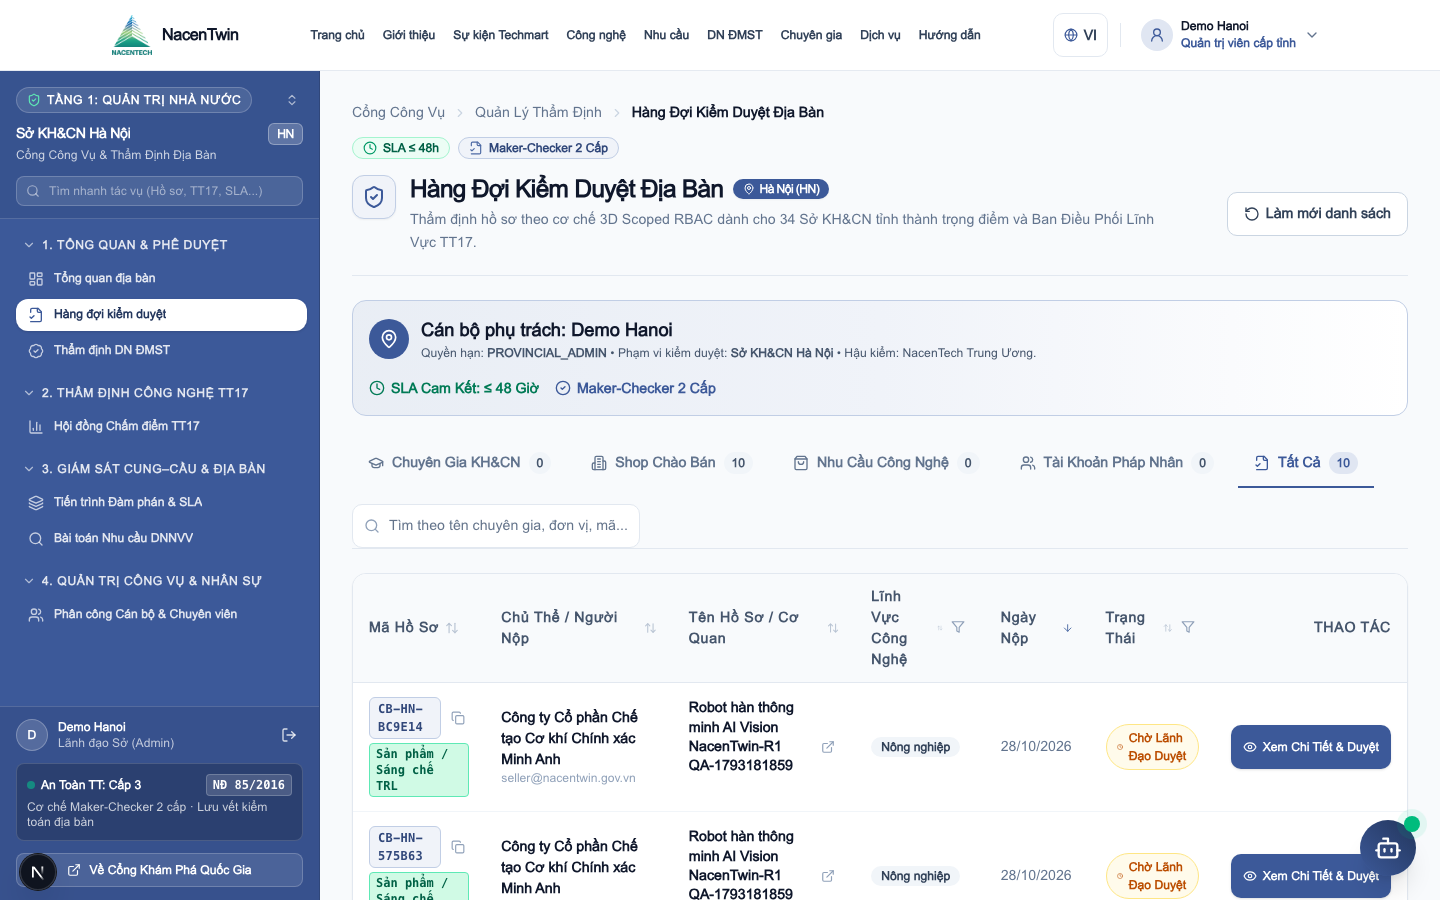 NACENTECH
NacenTwin
Trang chủ
Giới thiệu
Sự kiện Techmart
Công nghệ
Nhu cầu
DN ĐMST
Chuyên gia
Dịch vụ
Hướng dẫn
VI
Demo Hanoi
Quản trị viên cấp tỉnh
TẦNG 1: QUẢN TRỊ NHÀ NƯỚC
Sở KH&CN Hà Nội
HN
Cổng Công Vụ & Thẩm Định Địa Bàn
Tìm nhanh tác vụ (Hồ sơ, TT17, SLA...)
1. TỔNG QUAN & PHÊ DUYỆT
Tổng quan địa bàn
Hàng đợi kiểm duyệt
Thẩm định DN ĐMST
2. THẨM ĐỊNH CÔNG NGHỆ TT17
Hội đồng Chấm điểm TT17
3. GIÁM SÁT CUNG–CẦU & ĐỊA BÀN
Tiến trình Đàm phán & SLA
Bài toán Nhu cầu DNNVV
4. QUẢN TRỊ CÔNG VỤ & NHÂN SỰ
Phân công Cán bộ & Chuyên viên
D
Demo Hanoi
Lãnh đạo Sở (Admin)
An Toàn TT: Cấp 3
NĐ 85/2016
Cơ chế Maker-Checker 2 cấp · Lưu vết kiểm
toán địa bàn
N
Về Cổng Khám Phá Quốc Gia
Cổng Công Vụ
Quản Lý Thẩm Định
Hàng Đợi Kiểm Duyệt Địa Bàn
SLA ≤ 48h
Maker-Checker 2 Cấp
Hàng Đợi Kiểm Duyệt Địa Bàn
Hà Nội (HN)
Thẩm định hồ sơ theo cơ chế 3D Scoped RBAC dành cho 34 Sở KH&CN tỉnh thành trọng điểm và Ban Điều Phối Lĩnh
Vực TT17.
Làm mới danh sách
Cán bộ phụ trách: Demo Hanoi
Quyền hạn: PROVINCIAL_ADMIN • Phạm vi kiểm duyệt: Sở KH&CN Hà Nội • Hậu kiểm: NacenTech Trung Ương.
SLA Cam Kết: ≤ 48 Giờ
Maker-Checker 2 Cấp
Chuyên Gia KH&CN 0
Shop Chào Bán 10
Nhu Cầu Công Nghệ 0
Tài Khoản Pháp Nhân 0
Tất Cả 10
Tìm theo tên chuyên gia, đơn vị, mã...
Mã Hồ Sơ
Chủ Thể / Người
Nộp
Tên Hồ Sơ / Cơ
Quan
Lĩnh
Vực
Công
Nghệ
Ngày
Nộp
Trạng
Thái
THAO TÁC
CB-HN-
BC9E14
Sản phẩm /
Sáng chế
TRL
Công ty Cổ phần Chế
tạo Cơ khí Chính xác
Minh Anh
seller@nacentwin.gov.vn
Robot hàn thông
minh AI Vision
NacenTwin-R1
QA-1793181859
Nông nghiệp
28/10/2026
Chờ Lãnh
Đạo Duyệt
Xem Chi Tiết & Duyệt
CB-HN-
575B63
Sản phẩm /
Sáng chế
Công ty Cổ phần Chế
tạo Cơ khí Chính xác
Minh Anh
Robot hàn thông
minh AI Vision
NacenTwin-R1
QA-1793181859
Nông nghiệp
28/10/2026
Chờ Lãnh
Đạo Duyệt
Xem Chi Tiết & Duyệt